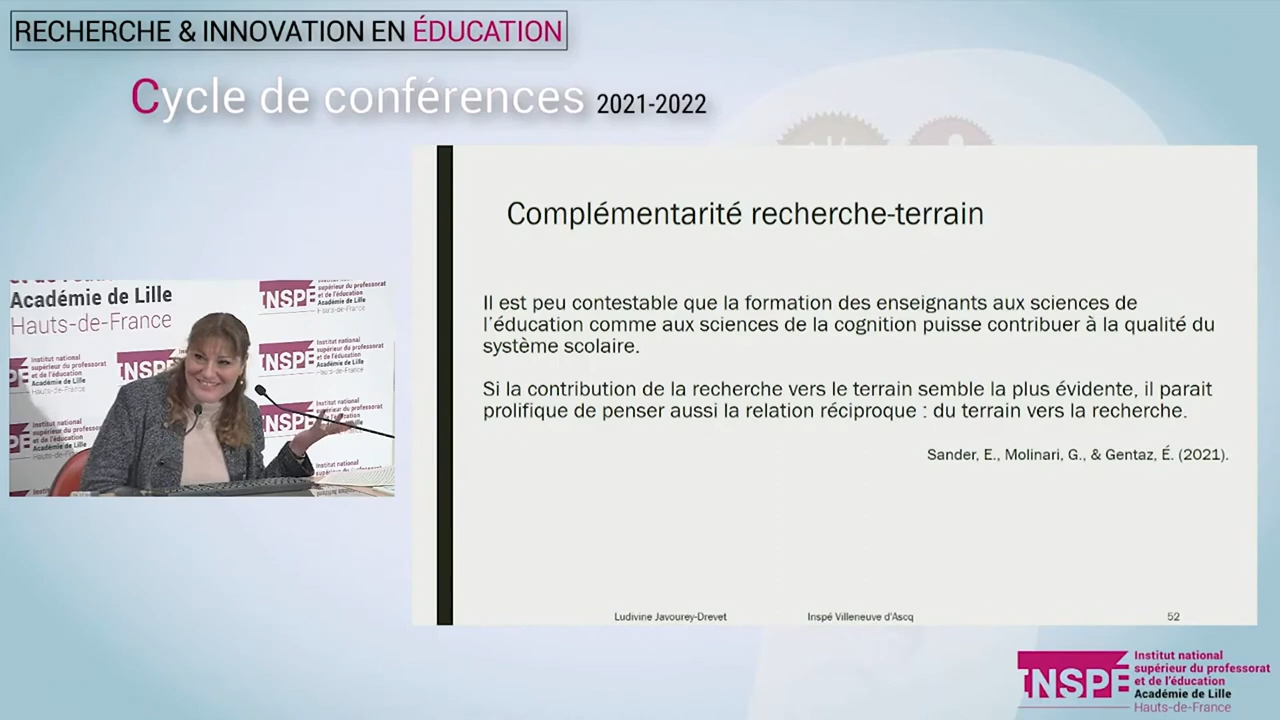 RECHERCHE & INNOVATION EN ÉDUCATION
Cycle de conférences 2021-2022
Complémentarité recherche-terrain
Il est peu contestable que la formation des enseignants aux sciences de
l'éducation comme aux sciences de la cognition puisse contribuer à la qualité du
système scolaire.
Si la contribution de la recherche vers le terrain semble la plus évidente, il parait
prolifique de penser aussi la relation réciproque : du terrain vers la recherche.
Sander, E., Molinari, G., & Gentaz, É. (2021).
Ludivine Javourey-Drevet
Inspé Villeneuve d'Ascq
52
Académie de Lille
Hauts-de-France
INSPÉ
Institut national
supérieur du professorat
et de l'éducation
Académie de Lille
Hauts-de-France